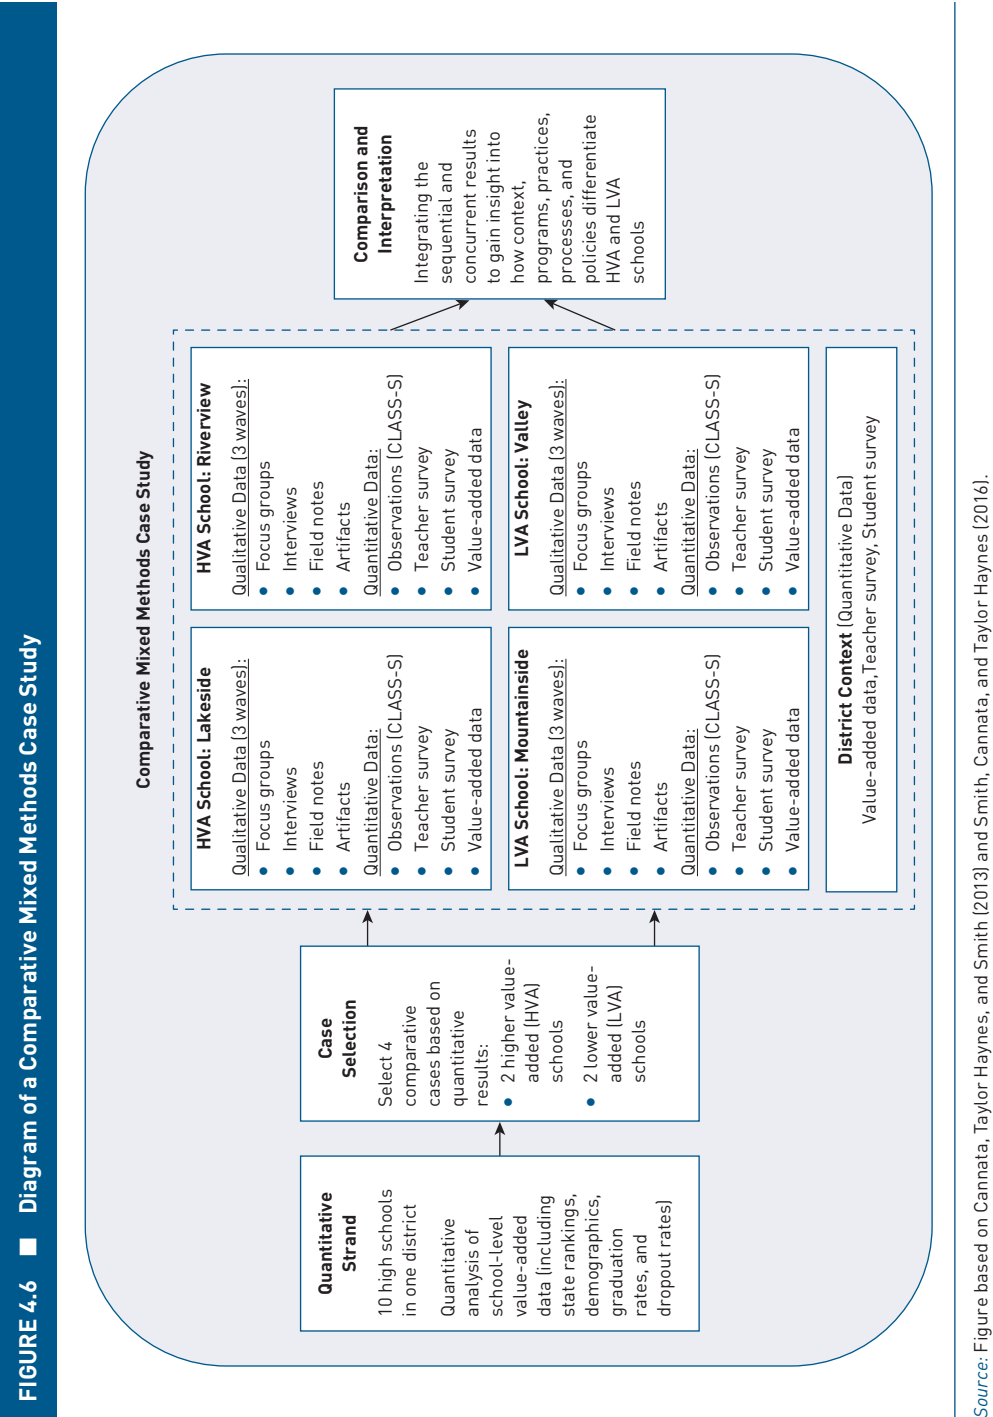 FIGURE 4.6 ■ Diagram of a Comparative Mixed Methods Case Study
Comparative Mixed Methods Case Study
Quantitative
Strand
10 high schools
in one district
Quantitative
analysis of
school-level
value-added
data (including
state rankings,
demographics,
graduation
rates, and
dropout rates)
Case
Selection
Select 4
comparative
cases based on
quantitative
results:
● 2 higher value-
added (HVA)
schools
● 2 lower value-
added (LVA)
schools
HVA School: Lakeside
Qualitative Data (3 waves):
● Focus groups
● Interviews
● Field notes
● Artifacts
Quantitative Data:
● Observations (CLASS-S)
● Teacher survey
● Student survey
● Value-added data
HVA School: Riverview
Qualitative Data (3 waves):
● Focus groups
● Interviews
● Field notes
● Artifacts
Quantitative Data:
● Observations (CLASS-S)
● Teacher survey
● Student survey
● Value-added data
LVA School: Mountainside
Qualitative Data (3 waves):
● Focus groups
● Interviews
● Field notes
● Artifacts
Quantitative Data:
● Observations (CLASS-S)
● Teacher survey
● Student survey
● Value-added data
LVA School: Valley
Qualitative Data (3 waves):
● Focus groups
● Interviews
● Field notes
● Artifacts
Quantitative Data:
● Observations (CLASS-S)
● Teacher survey
● Student survey
● Value-added data
District Context (Quantitative Data)
Value-added data,Teacher survey, Student survey
Comparison and
Interpretation
Integrating the
sequential and
concurrent results
to gain insight into
how context,
programs, practices,
processes, and
policies differentiate
HVA and LVA
schools
Source: Figure based on Cannata, Taylor Haynes, and Smith (2013) and Smith, Cannata, and Taylor Haynes (2016).